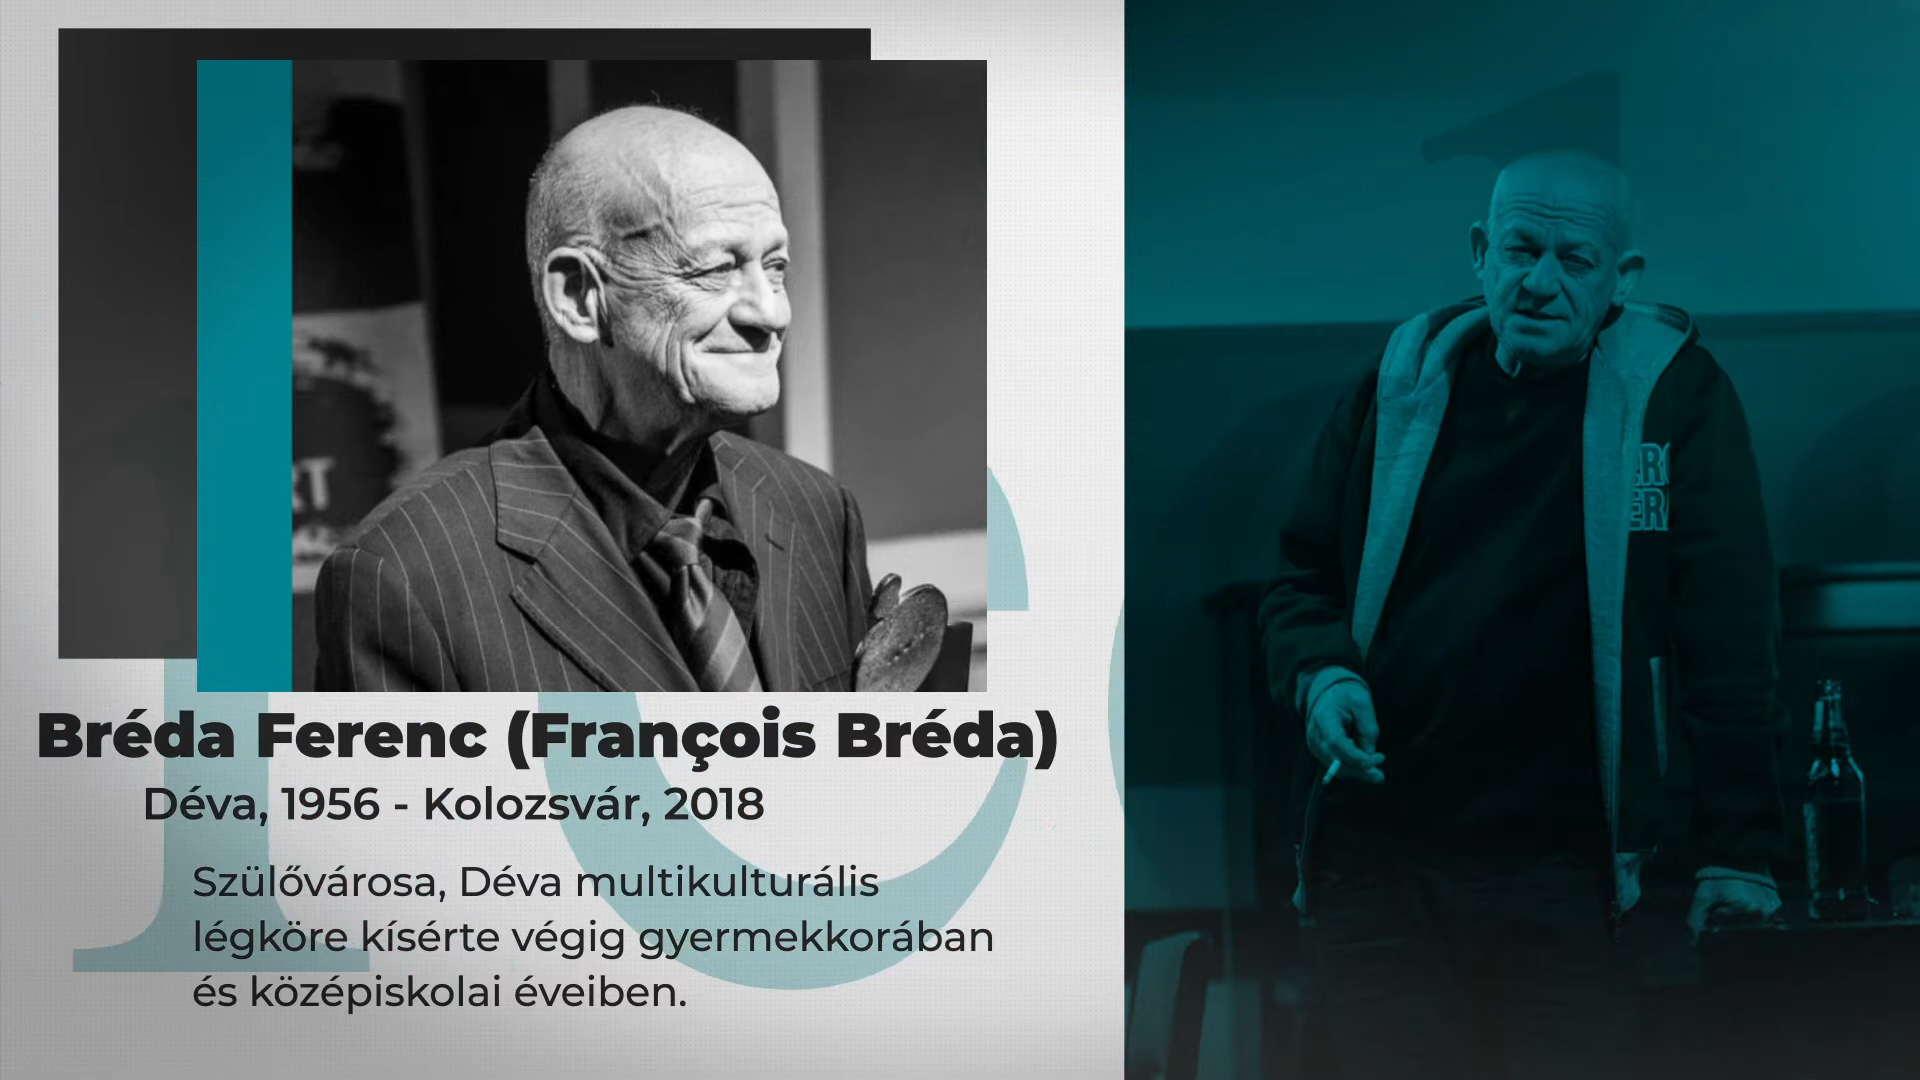 Bréda Ferenc (François Bréda)
Déva, 1956 - Kolozsvár, 2018
Szülővárosa, Déva multikulturális
légköre kísérte végig gyermekkorában
és középiskolai éveiben.